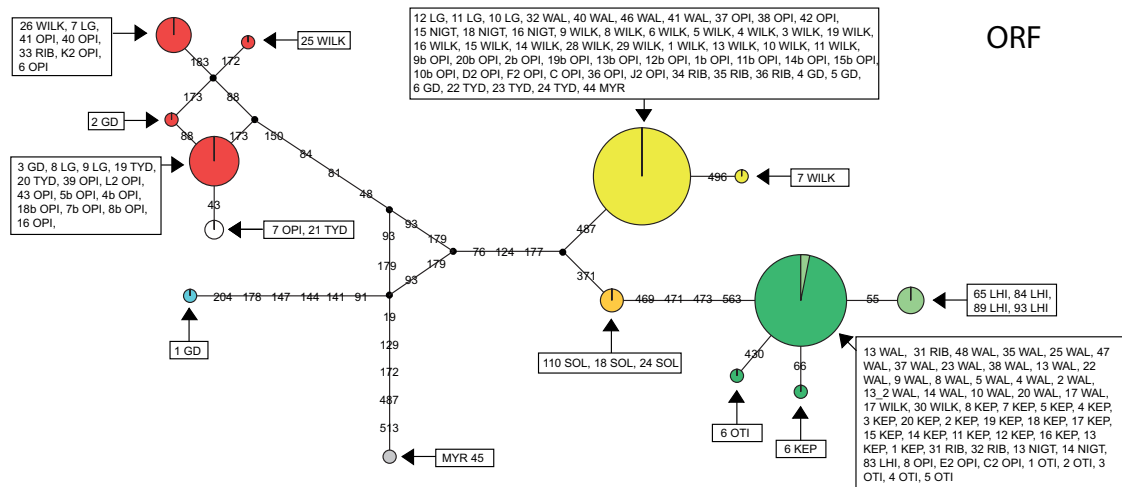 ORF
26 WILK, 7 LG,
41 OPI, 40 OPI,
33 RIB, K2 OPI,
6 OPI
25 WILK
183
172
173
88
2 GD
88
173
150
3 GD, 8 LG, 9 LG, 19 TYD,
20 TYD, 39 OPI, L2 OPI,
43 OPI, 5b OPI, 4b OPI,
18b OPI, 7b OPI, 8b OPI,
16 OPI,
43
7 OPI, 21 TYD
84
81
48
93
179
93
179
179
93
76 124 177
204 178 147 144 141 91
1 GD
19
129
172
487
513
MYR 45
12 LG, 11 LG, 10 LG, 32 WAL, 40 WAL, 46 WAL, 41 WAL, 37 OPI, 38 OPI, 42 OPI,
15 NIGT, 18 NIGT, 16 NIGT, 9 WILK, 8 WILK, 6 WILK, 5 WILK, 4 WILK, 3 WILK, 19 WILK,
16 WILK, 15 WILK, 14 WILK, 28 WILK, 29 WILK, 1 WILK, 13 WILK, 10 WILK, 11 WILK,
9b OPI, 20b OPI, 2b OPI, 19b OPI, 13b OPI, 12b OPI, 1b OPI, 11b OPI, 14b OPI, 15b OPI,
10b OPI, D2 OPI, F2 OPI, C OPI, 36 OPI, J2 OPI, 34 RIB, 35 RIB, 36 RIB, 4 GD, 5 GD,
6 GD, 22 TYD, 23 TYD, 24 TYD, 44 MYR
496
7 WILK
487
371
110 SOL, 18 SOL, 24 SOL
469 471 473 563
55
65 LHI, 84 LHI,
89 LHI, 93 LHI
430
66
6 OTI
6 KEP
13 WAL, 31 RIB, 48 WAL, 35 WAL, 25 WAL, 47
WAL, 37 WAL, 23 WAL, 38 WAL, 13 WAL, 22
WAL, 9 WAL, 8 WAL, 5 WAL, 4 WAL, 2 WAL,
13_2 WAL, 14 WAL, 10 WAL, 20 WAL, 17 WAL,
17 WILK, 30 WILK, 8 KEP, 7 KEP, 5 KEP, 4 KEP,
3 KEP, 20 KEP, 2 KEP, 19 KEP, 18 KEP, 17 KEP,
15 KEP, 14 KEP, 11 KEP, 12 KEP, 16 KEP, 13
KEP, 1 KEP, 31 RIB, 32 RIB, 13 NIGT, 14 NIGT,
83 LHI, 8 OPI, E2 OPI, C2 OPI, 1 OTI, 2 OTI, 3
OTI, 4 OTI, 5 OTI